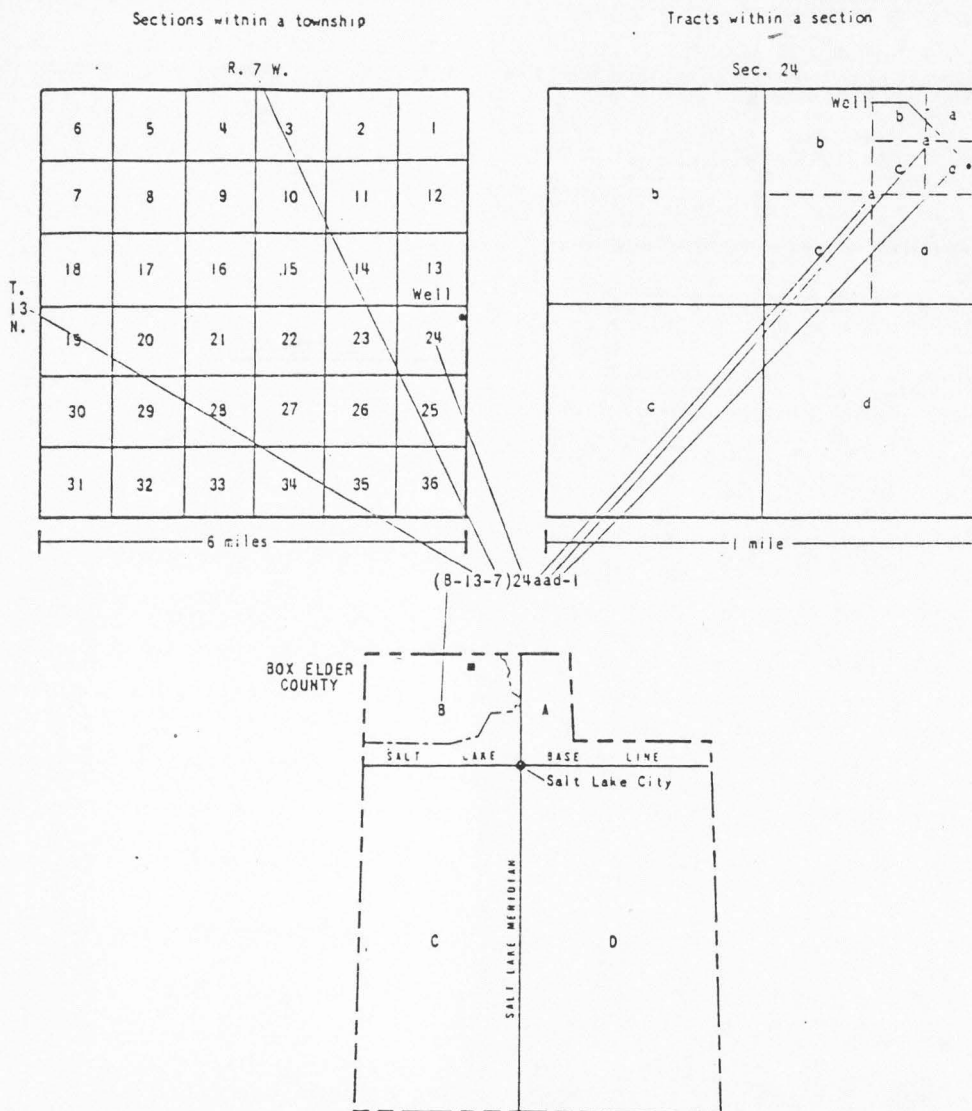 Sections within a township
Tracts within a section
R. 7 W.
Sec. 24
6 5 4 3 2 1
7 8 9 10 11 12
18 17 16 15 14 13
Well
T.
13
N.
19 20 21 22 23 24
30 29 28 27 26 25
31 32 33 34 35 36
6 miles
Well
b a
b a
c d
b a
c a
c d
1 mile
(B-13-7)24aad-1
BOX ELDER
COUNTY
B A
SALT LAKE BASE LINE
Salt Lake City
SALT LAKE MERIDIAN
C D